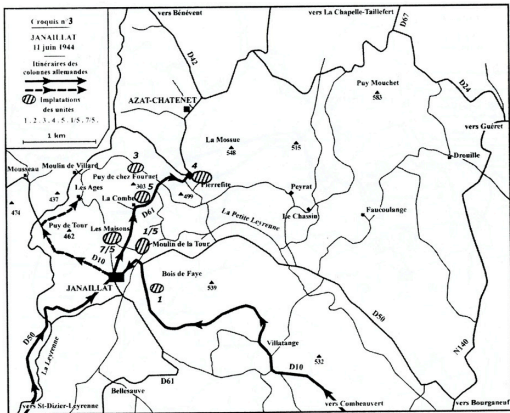 Croquis n°3
JANAILLAT
11 juin 1944
Itinéraires des
colonnes allemandes
Implatations
des unités
1 . 2 . 3 . 4 . 5 . 1/5 . 7/5 .
1 km
vers Bénévent
vers La Chapelle-Taillefert
D67
D42
D24
Puy Mouchet
583
AZAT-CHATENET
vers Guéret
La Mossue
548
515
Drouille
Mousseau
Moulin de Villard
3
Puy de chez Fournet
4
Pierrefite
Les Ages
303
5
437
La Combe
499
Peyrat
474
D61
Le Chassin
Faucoulange
La Petite Leyrenne
Puy de Tour
462
Les Maisons
1/5
7/5
Moulin de la Tour
D10
JANAILLAT
Bois de Faye
539
1
D50
D50
La Leyrenne
Villatange
532
N140
D10
D61
Bellesauve
vers St-Dizier-Leyrenne
vers Combeauvert
vers Bourganeuf